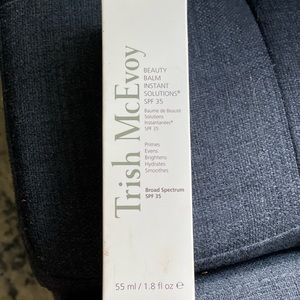 Trish McEvoy
BEAUTY
BALM
INSTANT
SOLUTIONS®
SPF 35
Baume de Beauté
Solutions
Instantanées®
SPF 35
Primes
Evens
Brightens
Hydrates
Smoothes
Broad Spectrum
SPF 35
55 ml / 1.8 fl oz e